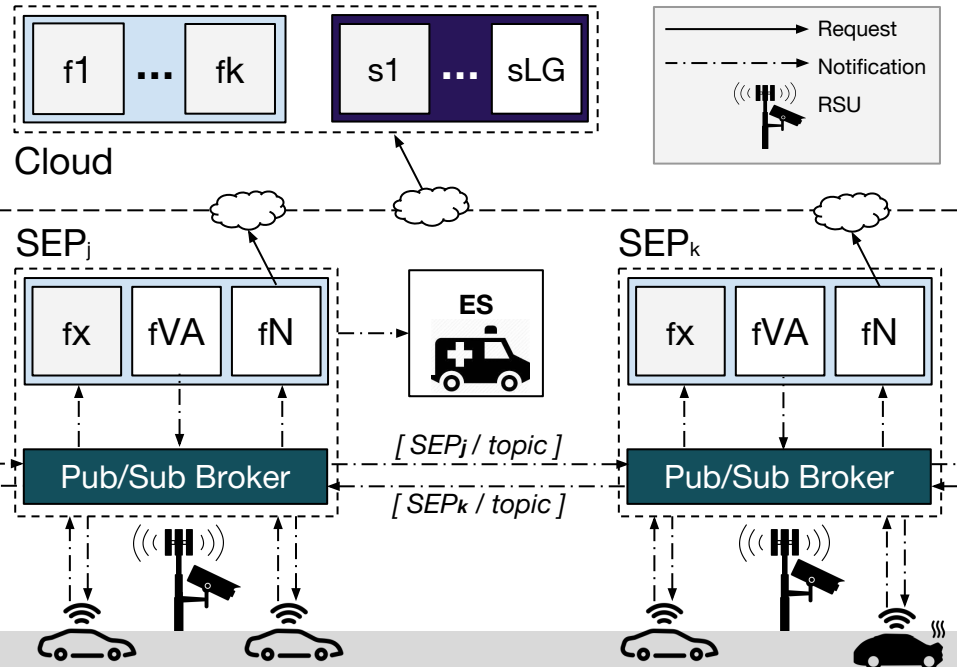 f1 ... fk
s1 ... sLG
Request
Notification
RSU
Cloud
SEPj
SEPk
fx
fVA
fN
ES
fx
fVA
fN
[ SEPj / topic ]
Pub/Sub Broker
Pub/Sub Broker
[ SEPk / topic ]